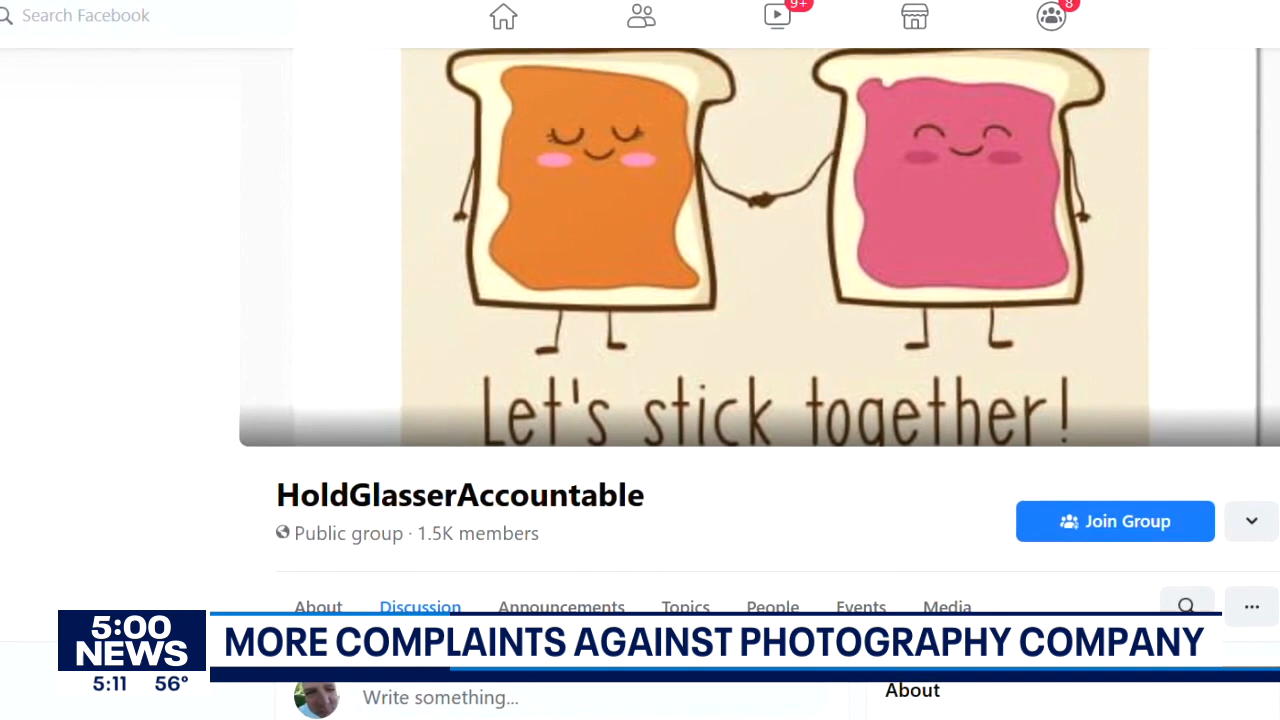 Search Facebook
9+
8
Let's stick together!
HoldGlasserAccountable
Public group · 1.5K members
Join Group
About Discussion Announcements Topics People Events Media
5:00
NEWS
MORE COMPLAINTS AGAINST PHOTOGRAPHY COMPANY
5:11 56°
Write something...
About